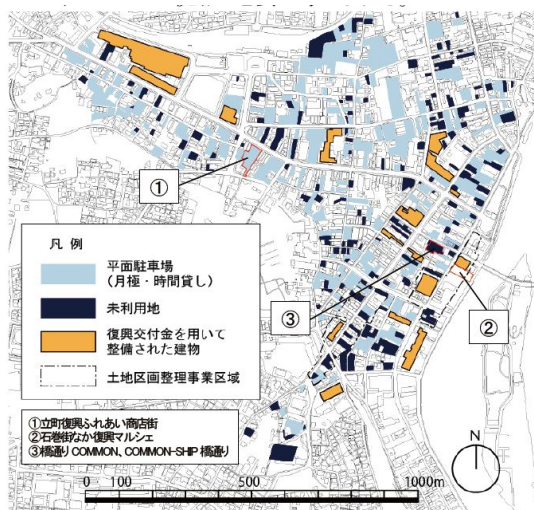 ①
③
②
凡 例
平面駐車場
(月極・時間貸し)
未利用地
復興交付金を用いて
整備された建物
土地区画整理事業区域
①立町復興ふれあい商店街
②石巻街なか復興マルシェ
③橋通り COMMON、COMMON-SHIP 橋通り
N
0 100 500 1000m